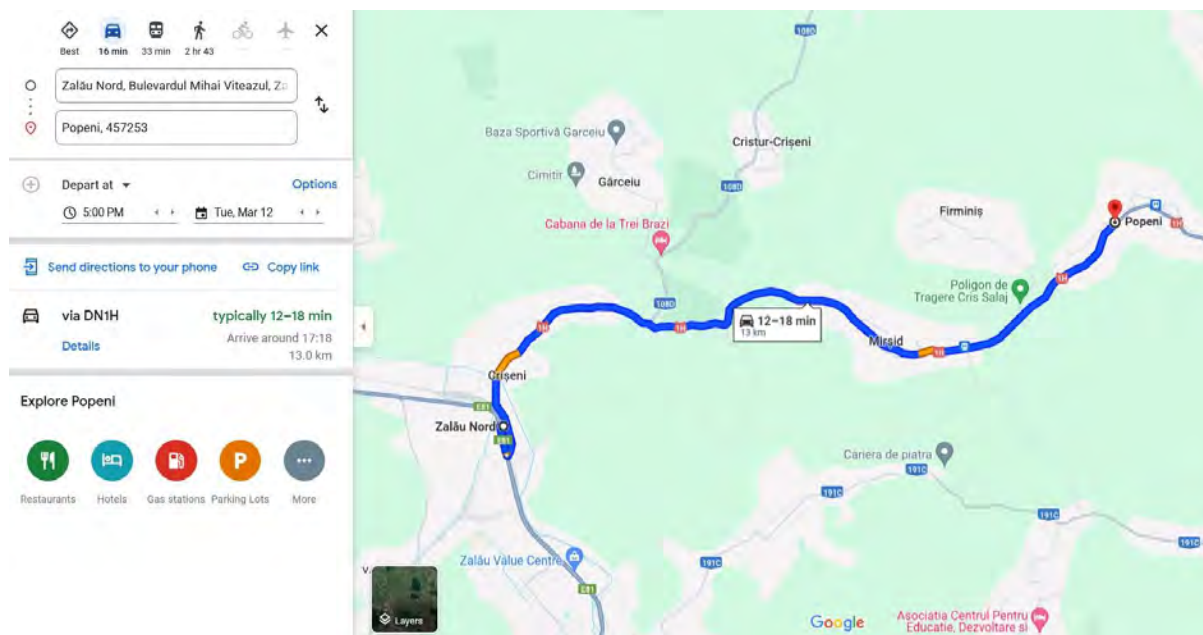 Best
16 min
33 min
2 hr 43
Zalău Nord, Bulevardul Mihai Viteazul, Za
Popeni, 457253
Depart at
Options
5:00 PM
Tue, Mar 12
Send directions to your phone
Copy link
via DN1H
typically 12–18 min
Arrive around 17:18
Details
13.0 km
Explore Popeni
P
Restaurants
Hotels
Gas stations
Parking Lots
More
108D
Baza Sportivă Garceiu
Cristur-Crișeni
Cimitir
Gârceiu
108D
Cabana de la Trei Brazi
Firminiș
Popeni
1H
1H
Poligon de
Tragere Cris Salaj
108D
1H
1H
12–18 min
13 km
Mirșid
1H
Crișeni
E81
Zalău Nord
E81
Cariera de piatra
191C
191C
191C
191C
Zalău Value Centre
E81
v.
Layers
Google
Asociatia Centrul Pentru
Educatie, Dezvoltare si